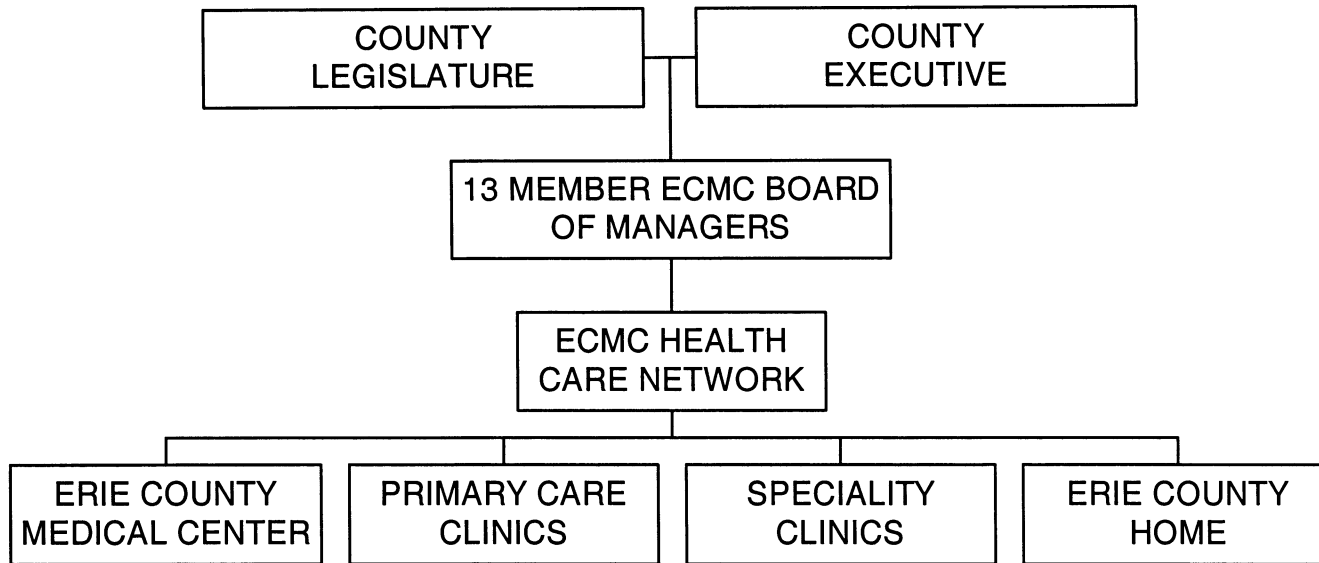 COUNTY
LEGISLATURE
COUNTY
EXECUTIVE
13 MEMBER ECMC BOARD
OF MANAGERS
ECMC HEALTH
CARE NETWORK
ERIE COUNTY
MEDICAL CENTER
PRIMARY CARE
CLINICS
SPECIALITY
CLINICS
ERIE COUNTY
HOME